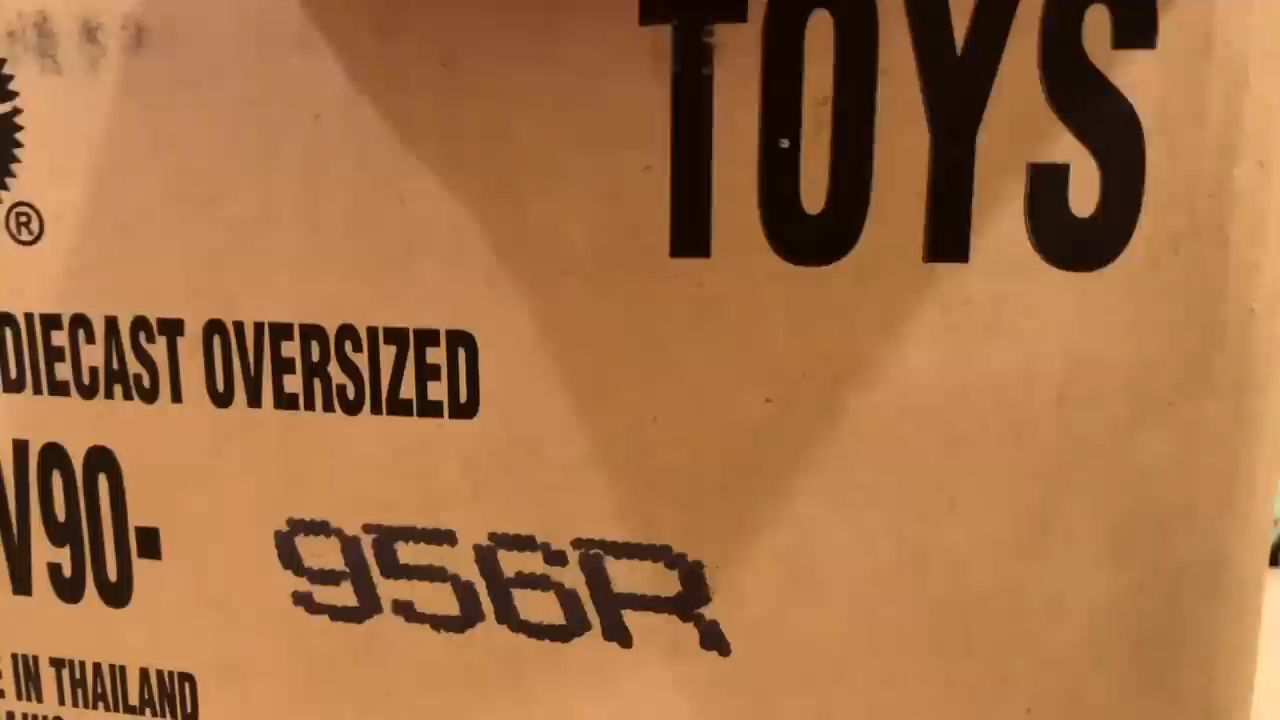 TOYS
®
DIECAST OVERSIZED
V90- 956R
IN THAILAND